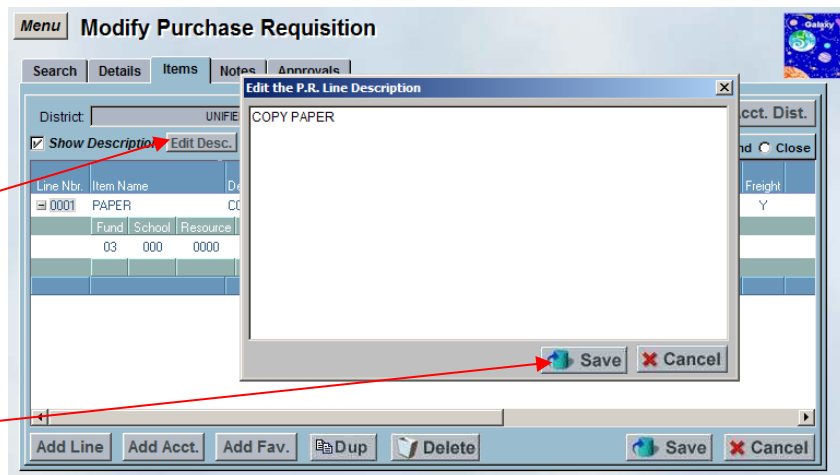 Menu Modify Purchase Requisition
Galaxy
Search Details Items Notes Approvals
Edit the P.R. Line Description
District: UNIFIE
COPY PAPER
Acct. Dist.
Show Description Edit Desc.
nd Close
Line Nbr. Item Name De Freight
0001 PAPER CO Y
Fund School Resource
03 000 0000
Save Cancel
Add Line Add Acct. Add Fav. Dup Delete Save Cancel